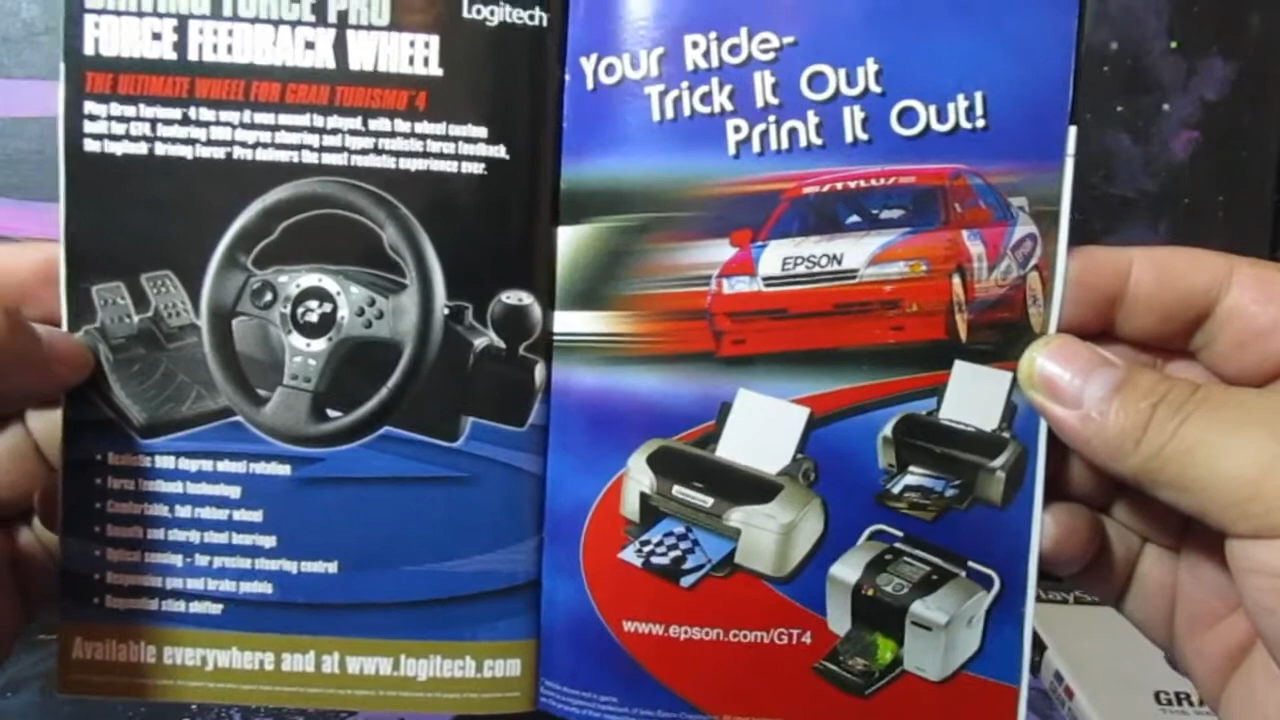 DRIVING FORCE PRO
FORCE FEEDBACK WHEEL
Logitech
THE ULTIMATE WHEEL FOR GRAN TURISMO™4
Play Gran Turismo™ 4 the way it was meant to played, with the wheel custom
built for GT4. Featuring 900 degree steering and hyper realistic force feedback,
the Logitech® Driving Force™ Pro delivers the most realistic experience ever.
• Realistic 900 degree wheel rotation
• Force feedback technology
• Comfortable, full rubber wheel
• Smooth and sturdy steel bearings
• Optical sensing – for precise steering control
• Responsive gas and brake pedals
• Sequential stick shifter
Available everywhere and at www.logitech.com
Your Ride-
Trick It Out
Print It Out!
STYLUS
EPSON
www.epson.com/GT4
GRA